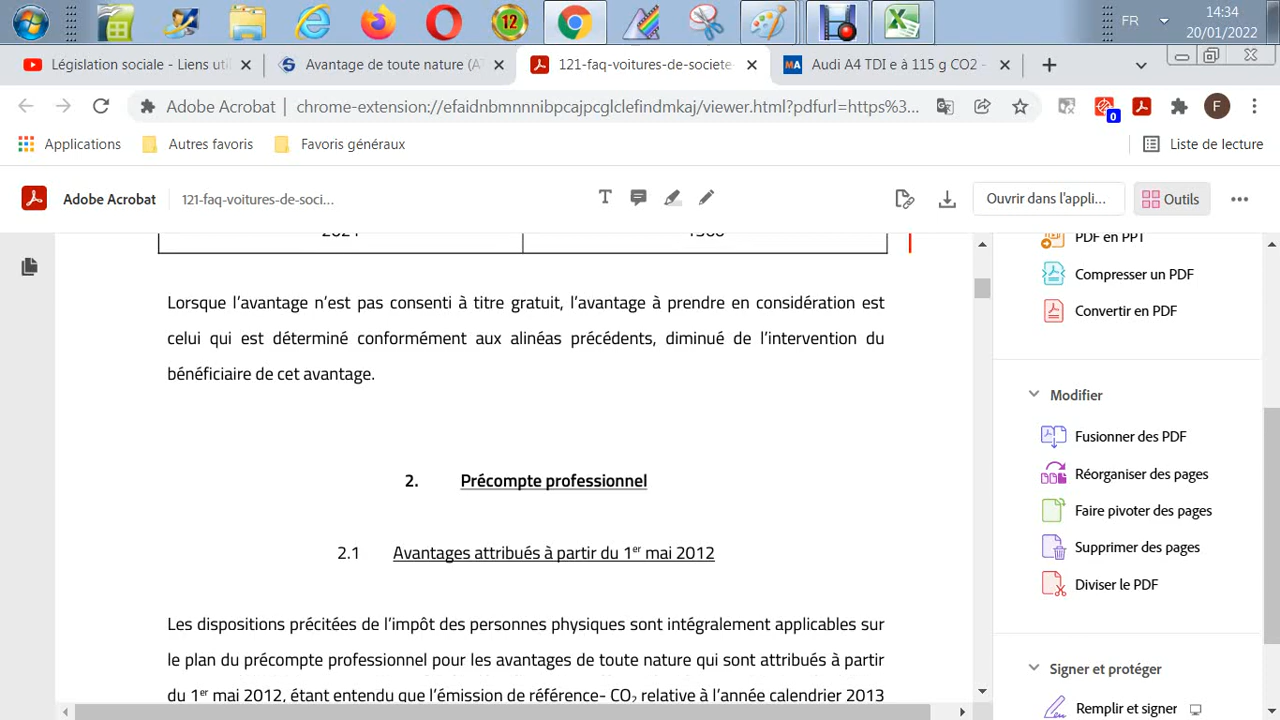 12
FR
14:34
20/01/2022
Législation sociale - Liens uti
Avantage de toute nature (A
121-faq-voitures-de-societe-
MA
Audi A4 TDI e à 115 g CO2 -
Adobe Acrobat
chrome-extension://efaidnbmnnnibpcajpcglclefindmkaj/viewer.html?pdfurl=https%3...
0
F
Applications
Autres favoris
Favoris généraux
Liste de lecture
Adobe Acrobat
121-faq-voitures-de-soci...
Ouvrir dans l'appli...
Outils
PDF en PPT
Compresser un PDF
Convertir en PDF
Modifier
Fusionner des PDF
Réorganiser des pages
Faire pivoter des pages
Supprimer des pages
Diviser le PDF
Signer et protéger
Remplir et signer
Lorsque l'avantage n'est pas consenti à titre gratuit, l'avantage à prendre en considération est
celui qui est déterminé conformément aux alinéas précédents, diminué de l'intervention du
bénéficiaire de cet avantage.
2. Précompte professionnel
2.1 Avantages attribués à partir du 1er mai 2012
Les dispositions précitées de l'impôt des personnes physiques sont intégralement applicables sur
le plan du précompte professionnel pour les avantages de toute nature qui sont attribués à partir
du 1er mai 2012, étant entendu que l'émission de référence- CO₂ relative à l'année calendrier 2013